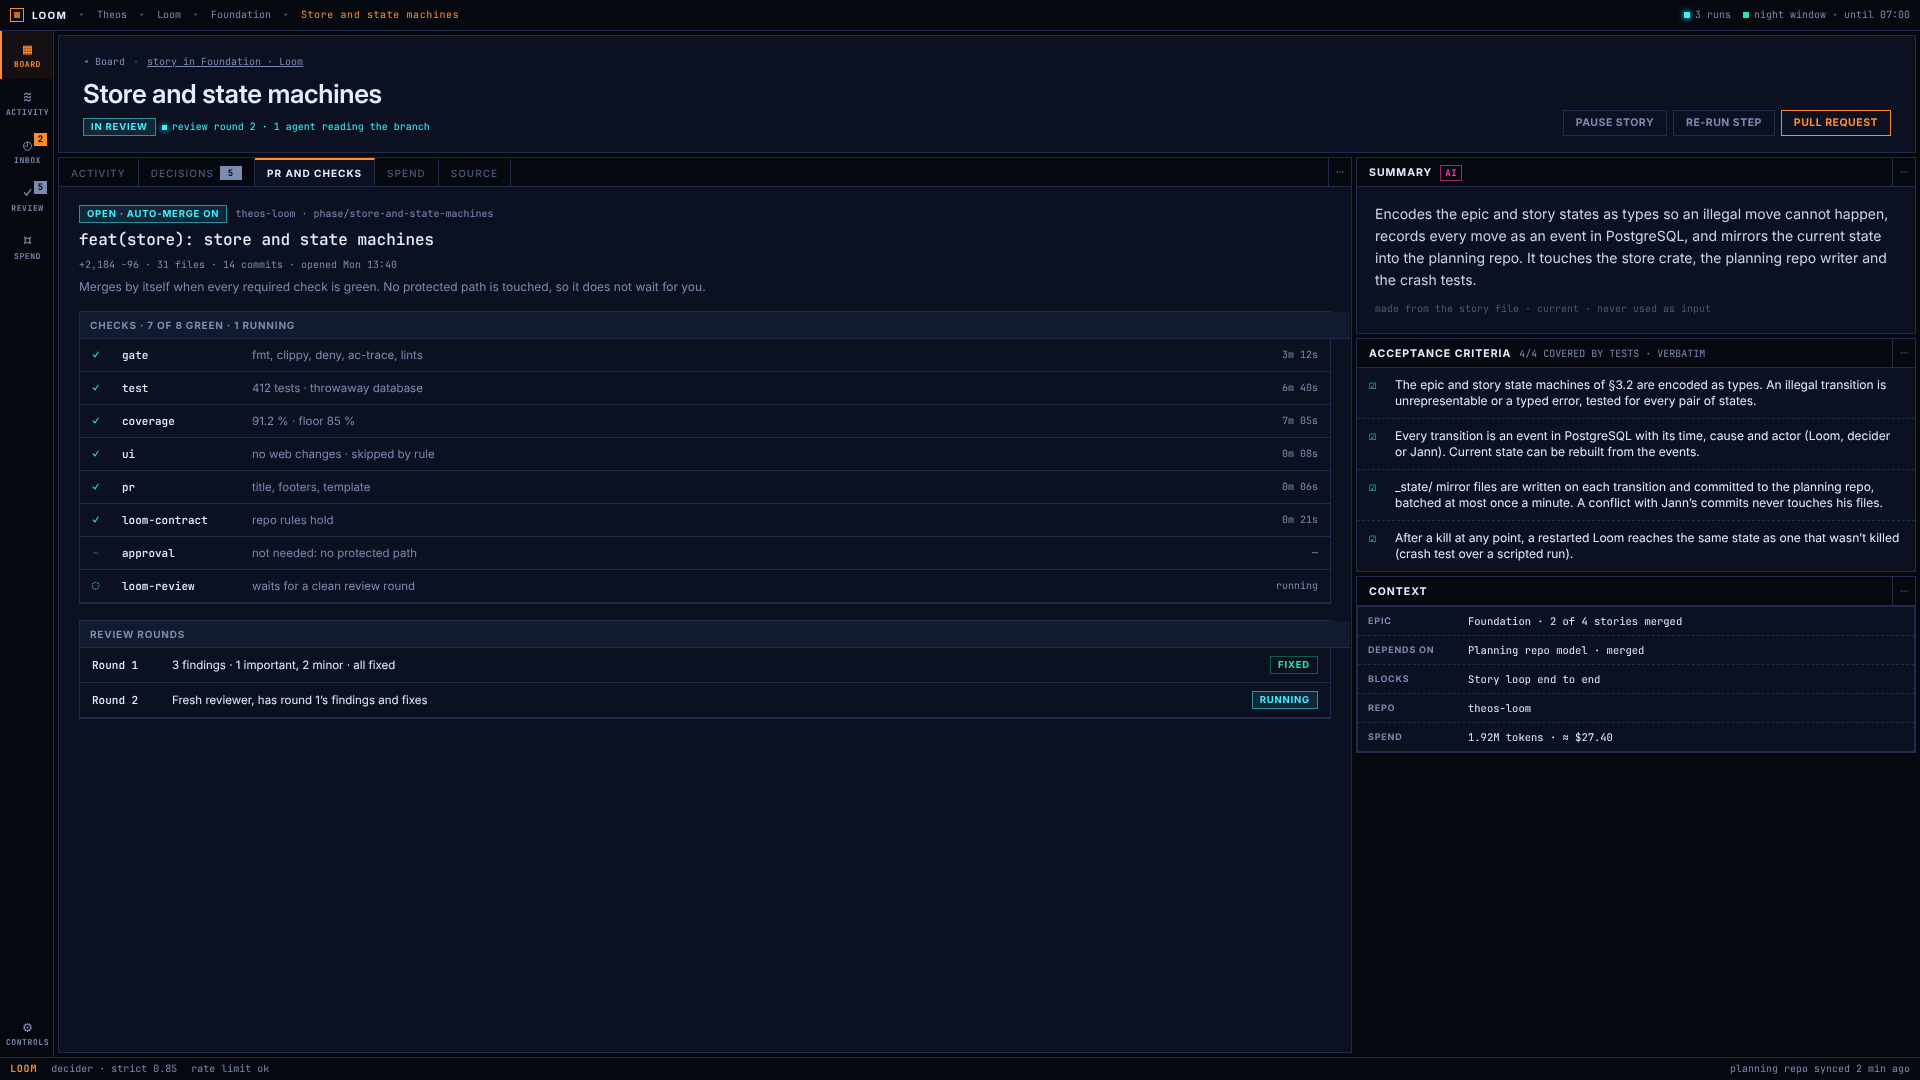 LOOM ▸ Theos ▸ Loom ▸ Foundation ▸ Store and state machines
3 runs night window · until 07:00
BOARD
ACTIVITY
2
INBOX
5
REVIEW
SPEND
CONTROLS
◂ Board · story in Foundation · Loom
Store and state machines
IN REVIEW review round 2 · 1 agent reading the branch
PAUSE STORY RE-RUN STEP PULL REQUEST
ACTIVITY DECISIONS 5 PR AND CHECKS SPEND SOURCE ⋯
OPEN · AUTO-MERGE ON theos-loom · phase/store-and-state-machines
feat(store): store and state machines
+2,184 -96 · 31 files · 14 commits · opened Mon 13:40
Merges by itself when every required check is green. No protected path is touched, so it does not wait for you.
CHECKS · 7 OF 8 GREEN · 1 RUNNING
✓ gate fmt, clippy, deny, ac-trace, lints 3m 12s
✓ test 412 tests · throwaway database 6m 40s
✓ coverage 91.2 % · floor 85 % 7m 05s
✓ ui no web changes · skipped by rule 0m 08s
✓ pr title, footers, template 0m 06s
✓ loom-contract repo rules hold 0m 21s
– approval not needed: no protected path —
loom-review waits for a clean review round running
REVIEW ROUNDS
Round 1 3 findings · 1 important, 2 minor · all fixed FIXED
Round 2 Fresh reviewer, has round 1’s findings and fixes RUNNING
SUMMARY AI ⋯
Encodes the epic and story states as types so an illegal move cannot happen,
records every move as an event in PostgreSQL, and mirrors the current state
into the planning repo. It touches the store crate, the planning repo writer and
the crash tests.
made from the story file · current · never used as input
ACCEPTANCE CRITERIA 4/4 COVERED BY TESTS · VERBATIM ⋯
☑ The epic and story state machines of §3.2 are encoded as types. An illegal transition is
unrepresentable or a typed error, tested for every pair of states.
☑ Every transition is an event in PostgreSQL with its time, cause and actor (Loom, decider
or Jann). Current state can be rebuilt from the events.
☑ _state/ mirror files are written on each transition and committed to the planning repo,
batched at most once a minute. A conflict with Jann’s commits never touches his files.
☑ After a kill at any point, a restarted Loom reaches the same state as one that wasn’t killed
(crash test over a scripted run).
CONTEXT ⋯
EPIC Foundation · 2 of 4 stories merged
DEPENDS ON Planning repo model · merged
BLOCKS Story loop end to end
REPO theos-loom
SPEND 1.92M tokens · ≈ $27.40
LOOM decider · strict 0.85 rate limit ok
planning repo synced 2 min ago